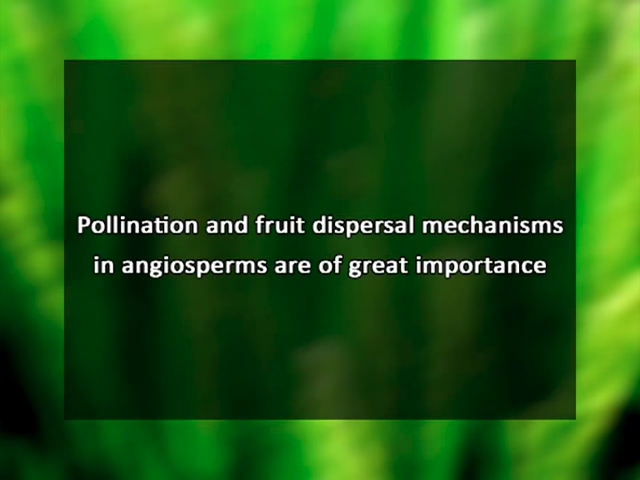 Pollination and fruit dispersal mechanisms
in angiosperms are of great importance